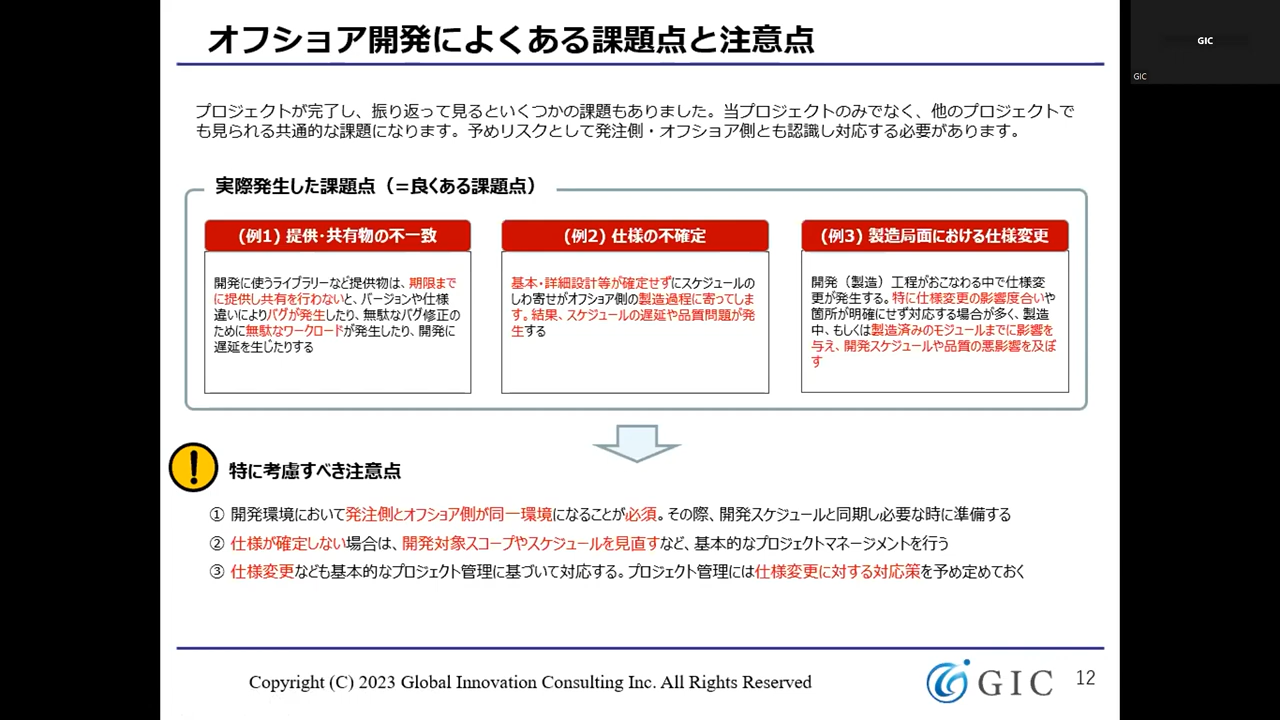 オフショア開発によくある課題点と注意点
GIC
GIC
プロジェクトが完了し、振り返って見るといくつかの課題もありました。当プロジェクトのみでなく、他のプロジェクトで
も見られる共通的な課題になります。予めリスクとして発注側・オフショア側とも認識し対応する必要があります。
実際発生した課題点（=良くある課題点）
(例1) 提供・共有物の不一致
開発に使うライブラリーなど提供物は、期限まで
に提供し共有を行わないと、バージョンや仕様
違いによりバグが発生したり、無駄なバグ修正の
ために無駄なワークロードが発生したり、開発に
遅延を生じたりする
(例2) 仕様の不確定
基本・詳細設計等が確定せずにスケジュールの
しわ寄せがオフショア側の製造過程に寄ってしま
す。結果、スケジュールの遅延や品質問題が発
生する
(例3) 製造局面における仕様変更
開発（製造）工程がおこなわる中で仕様変
更が発生する。特に仕様変更の影響度合いや
箇所が明確にせず対応する場合が多く、製造
中、もしくは製造済みのモジュールまでに影響を
与え、開発スケジュールや品質の悪影響を及ぼ
す
特に考慮すべき注意点
① 開発環境において発注側とオフショア側が同一環境になることが必須。その際、開発スケジュールと同期し必要な時に準備する
② 仕様が確定しない場合は、開発対象スコープやスケジュールを見直すなど、基本的なプロジェクトマネージメントを行う
③ 仕様変更なども基本的なプロジェクト管理に基づいて対応する。プロジェクト管理には仕様変更に対する対応策を予め定めておく
Copyright (C) 2023 Global Innovation Consulting Inc. All Rights Reserved
GIC
12